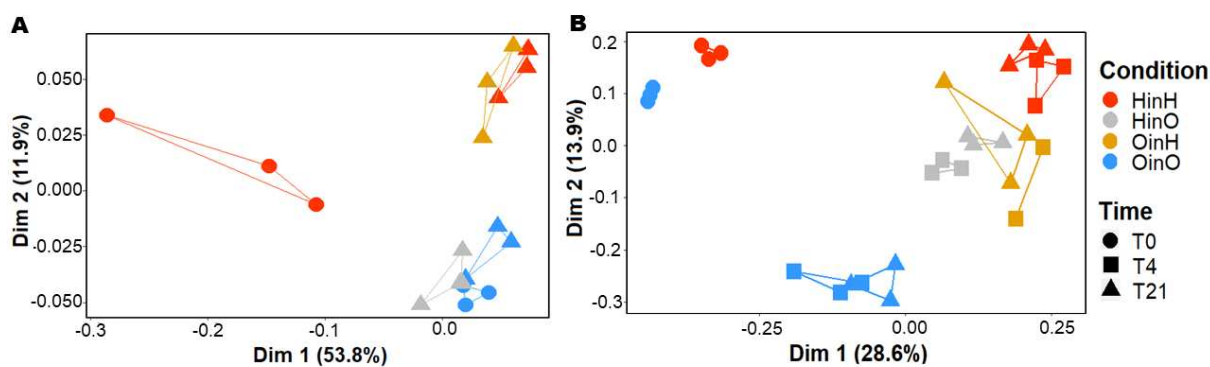 A
0.050
0.025
0.000
-0.025
-0.050
Dim 2 (11.9%)
-0.3
-0.2
-0.1
0.0
Dim 1 (53.8%)
B
0.2
0.1
0.0
-0.1
-0.2
-0.3
Dim 2 (13.9%)
-0.25
0.00
0.25
Dim 1 (28.6%)
Condition
HinH
HinO
OinH
OinO
Time
T0
T4
T21